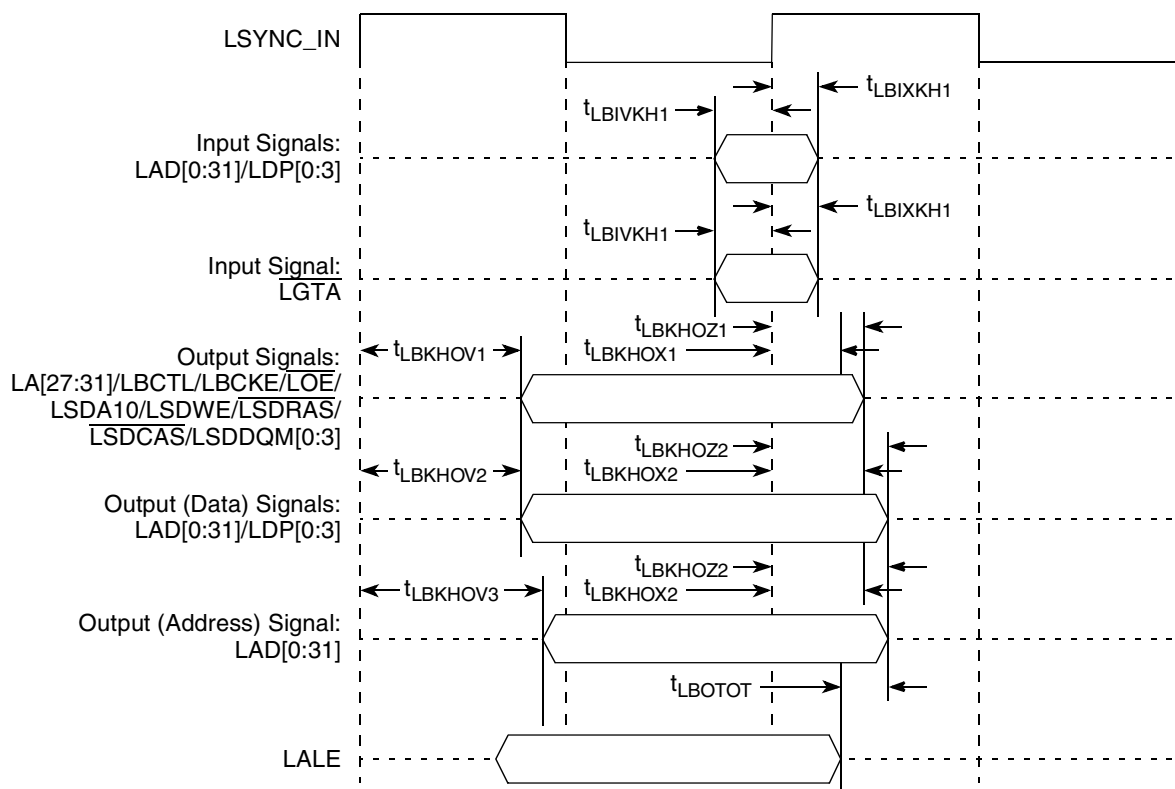 LSYNC_IN
tLBIXKH1
tLBIVKH1
Input Signals:
LAD[0:31]/LDP[0:3]
tLBIXKH1
tLBIVKH1
Input Signal:
LGTA
tLBKHOZ1
tLBKHOV1
tLBKHOX1
Output Signals:
LA[27:31]/LBCTL/LBCKE/LOE/
LSDA10/LSDWE/LSDRAS/
LSDCAS/LSDDQM[0:3]
tLBKHOZ2
tLBKHOV2
tLBKHOX2
Output (Data) Signals:
LAD[0:31]/LDP[0:3]
tLBKHOZ2
tLBKHOV3
tLBKHOX2
Output (Address) Signal:
LAD[0:31]
tLBOTOT
LALE